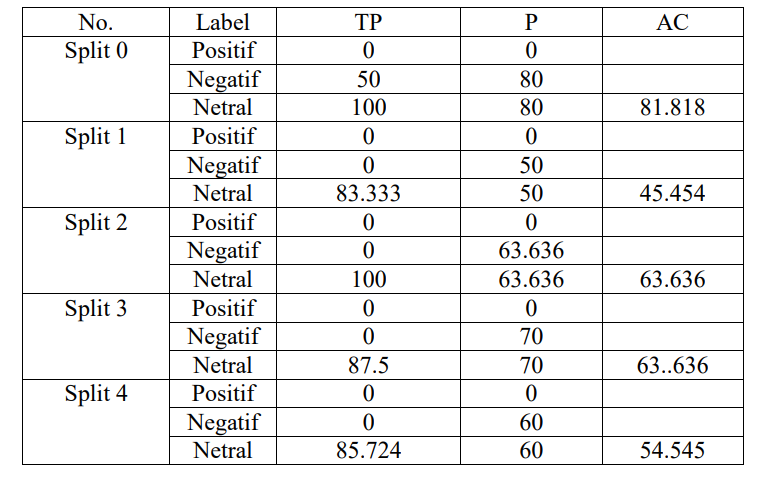 No. Label TP P AC
Split 0 Positif 0 0
Negatif 50 80
Netral 100 80 81.818
Split 1 Positif 0 0
Negatif 0 50
Netral 83.333 50 45.454
Split 2 Positif 0 0
Negatif 0 63.636
Netral 100 63.636 63.636
Split 3 Positif 0 0
Negatif 0 70
Netral 87.5 70 63..636
Split 4 Positif 0 0
Negatif 0 60
Netral 85.724 60 54.545